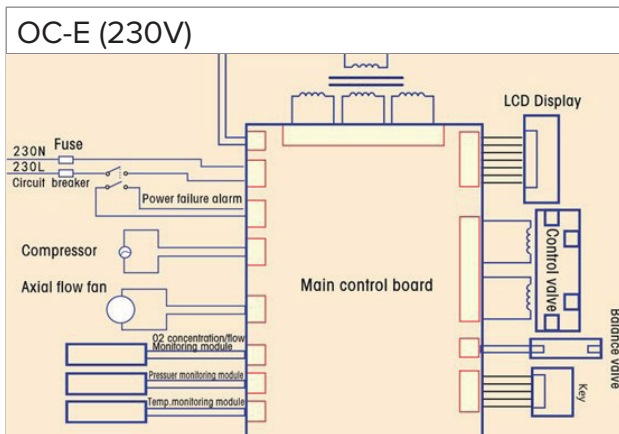 OC-E (230V)
LCD Display
Fuse
230N
230L
Circuit breaker
Power failure alarm
Compressor
Main control board
Control valve
Axial flow fan
O2 concentration/flow
Monitoring module
Pressuer monitoring module
Temp.monitoring module
Balance valve
Key